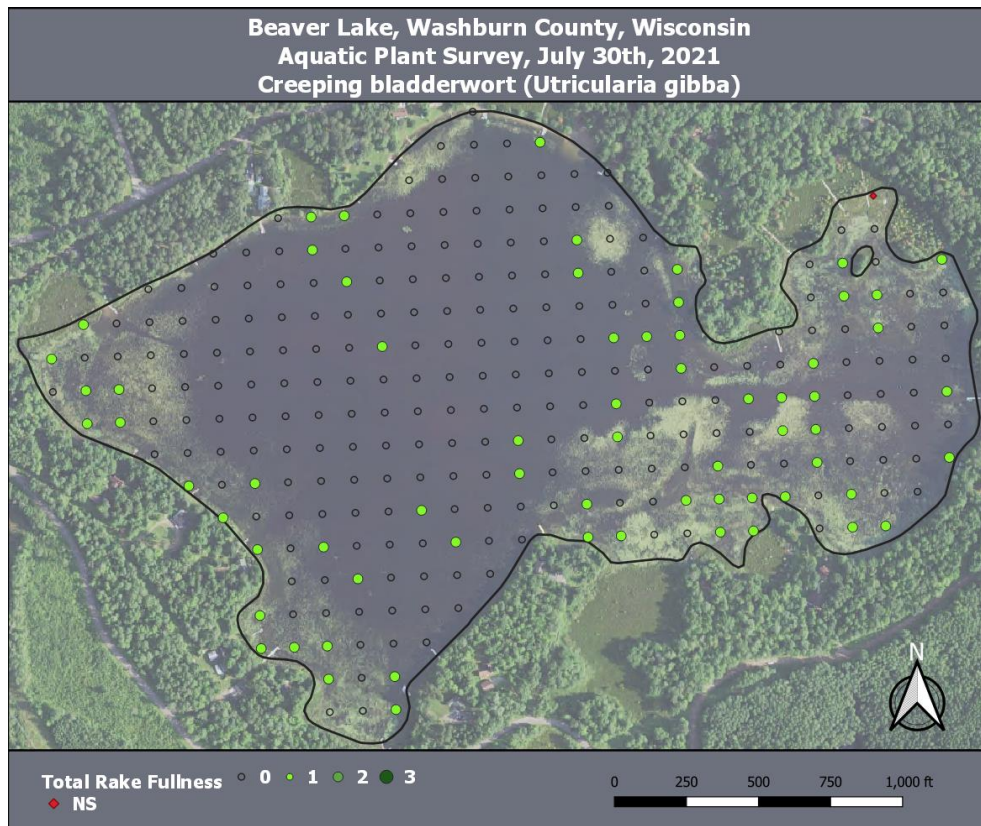 Beaver Lake, Washburn County, Wisconsin
Aquatic Plant Survey, July 30th, 2021
Creeping bladderwort (Utricularia gibba)
N
Total Rake Fullness 0 1 2 3
NS
0 250 500 750 1,000 ft